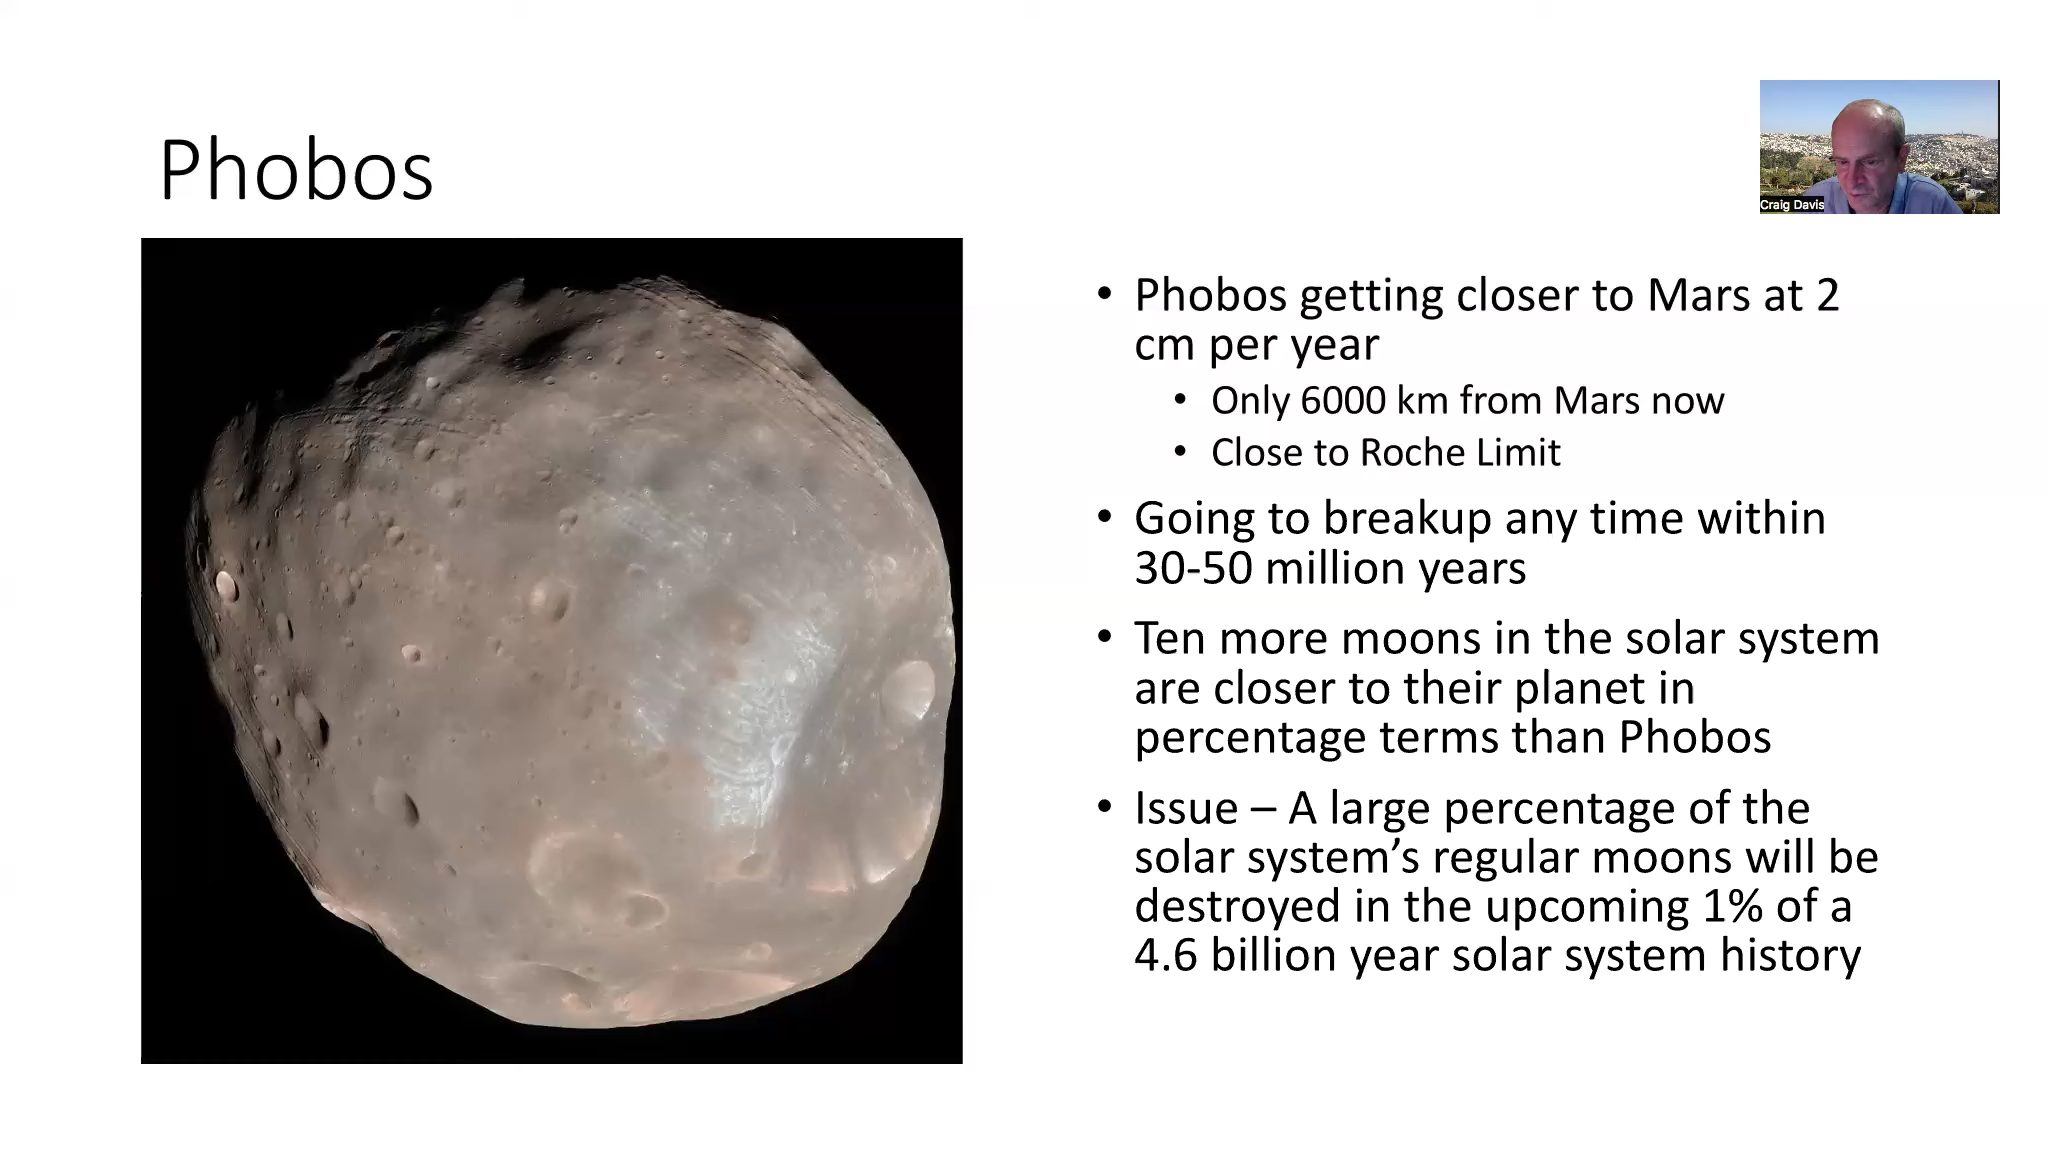 Phobos
Craig Davis
• Phobos getting closer to Mars at 2
cm per year
• Only 6000 km from Mars now
• Close to Roche Limit
• Going to breakup any time within
30-50 million years
• Ten more moons in the solar system
are closer to their planet in
percentage terms than Phobos
• Issue – A large percentage of the
solar system’s regular moons will be
destroyed in the upcoming 1% of a
4.6 billion year solar system history